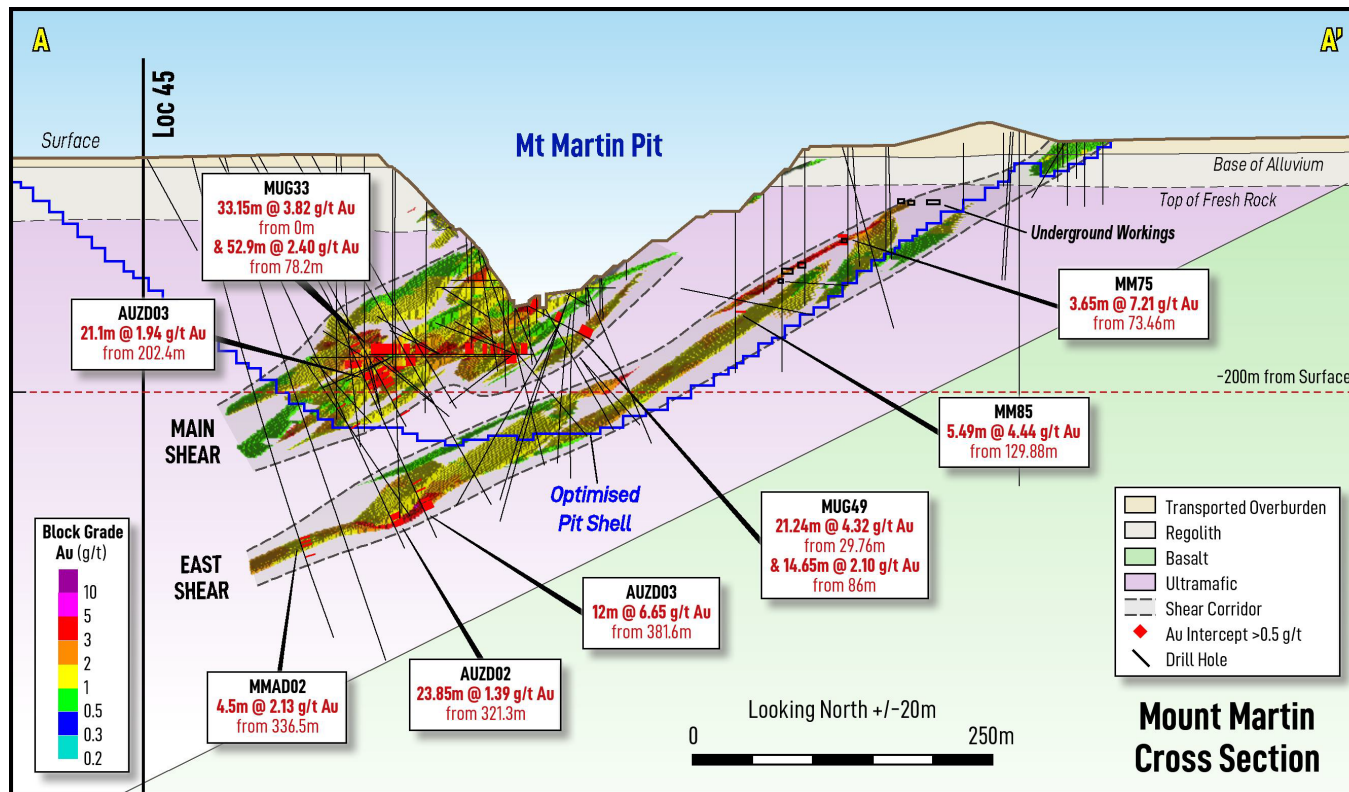 A
A'
Loc 45
Surface
Mt Martin Pit
Base of Alluvium
Top of Fresh Rock
Underground Workings
MUG33
33.15m @ 3.82 g/t Au
from 0m
& 52.9m @ 2.40 g/t Au
from 78.2m
AUZD03
21.1m @ 1.94 g/t Au
from 202.4m
MM75
3.65m @ 7.21 g/t Au
from 73.46m
-200m from Surface
MAIN
SHEAR
MM85
5.49m @ 4.44 g/t Au
from 129.88m
Optimised
Pit Shell
MUG49
21.24m @ 4.32 g/t Au
from 29.76m
& 14.65m @ 2.10 g/t Au
from 86m
EAST
SHEAR
AUZD03
12m @ 6.65 g/t Au
from 381.6m
AUZD02
23.85m @ 1.39 g/t Au
from 321.3m
MMAD02
4.5m @ 2.13 g/t Au
from 336.5m
Block Grade
Au (g/t)
10
5
3
2
1
0.5
0.3
0.2
Looking North +/-20m
0
250m
Transported Overburden
Regolith
Basalt
Ultramafic
Shear Corridor
Au Intercept >0.5 g/t
Drill Hole
Mount Martin
Cross Section